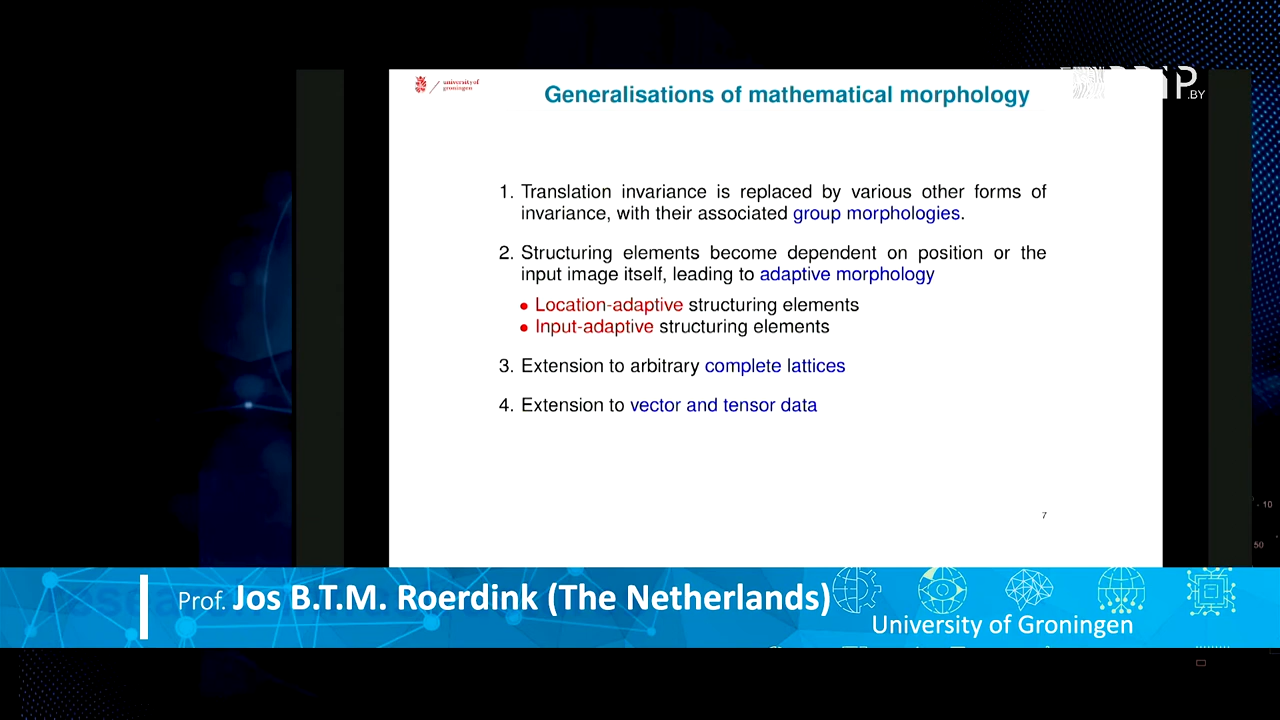 university of
groningen
Generalisations of mathematical morphology
.BY
1. Translation invariance is replaced by various other forms of
invariance, with their associated group morphologies.
2. Structuring elements become dependent on position or the
input image itself, leading to adaptive morphology
• Location-adaptive structuring elements
• Input-adaptive structuring elements
3. Extension to arbitrary complete lattices
4. Extension to vector and tensor data
7
10
50
Prof. Jos B.T.M. Roerdink (The Netherlands)
University of Groningen